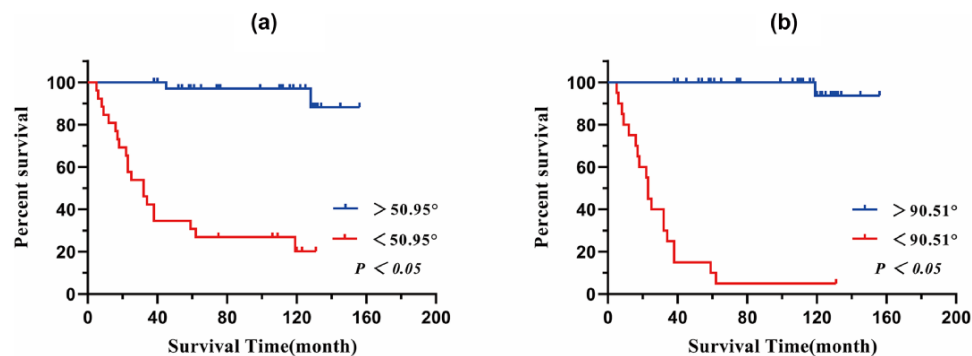 (a)
Percent survival
100
80
60
40
20
0
＞50.95°
＜50.95°
P＜0.05
0 40 80 120 160 200
Survival Time(month)
(b)
Percent survival
100
80
60
40
20
0
＞90.51°
＜90.51°
P＜0.05
0 40 80 120 160 200
Survival Time(month)